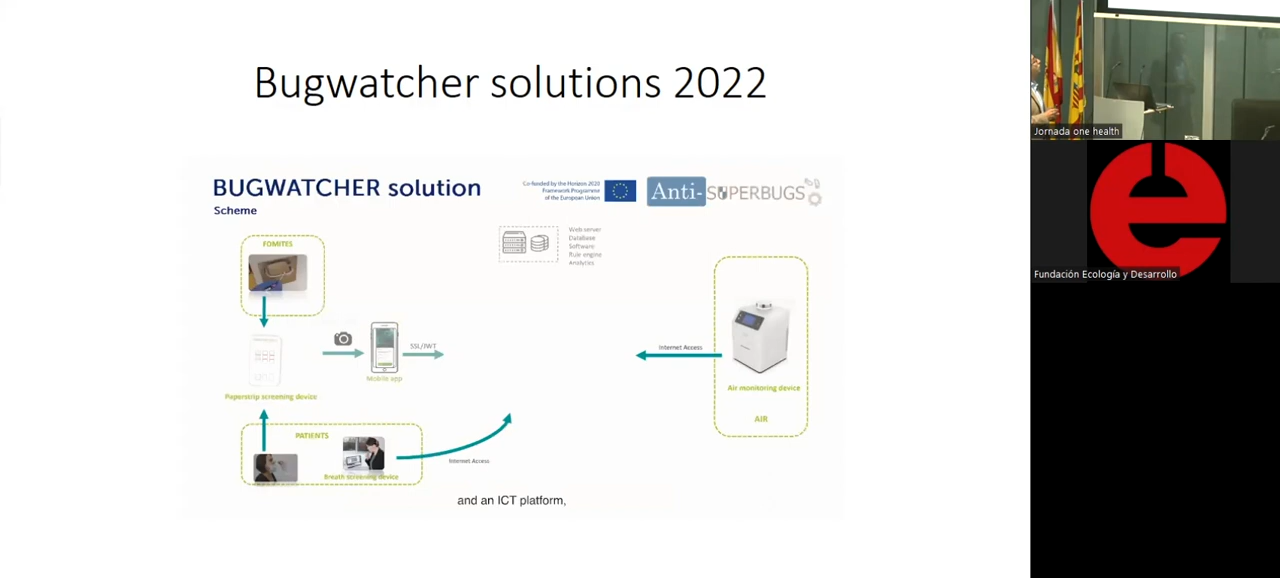 Bugwatcher solutions 2022
BUGWATCHER solution
Scheme
Co-funded by the Horizon 2020
Framework Programme
of the European Union
Anti-SUPERBUGS
FOMITES
Web server
Database
Software
Rule engine
Analytics
SSL/JWT
Mobile app
Paperstrip screening device
Internet Access
Air monitoring device
AIR
PATIENTS
Breath screening device
Internet Access
and an ICT platform,
Jornada one health
Fundación Ecología y Desarrollo